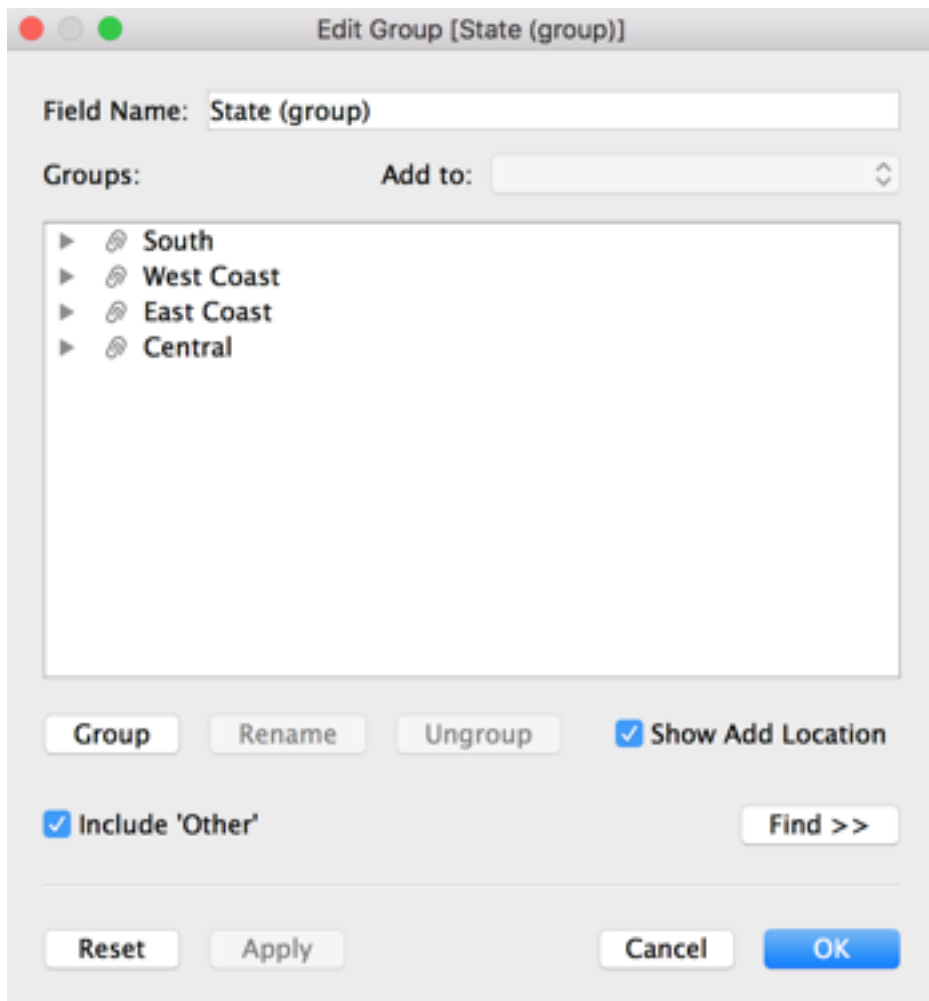 Edit Group [State (group)]
Field Name: State (group)
Groups: Add to:
South
West Coast
East Coast
Central
Group Rename Ungroup Show Add Location
Include 'Other' Find >>
Reset Apply Cancel OK